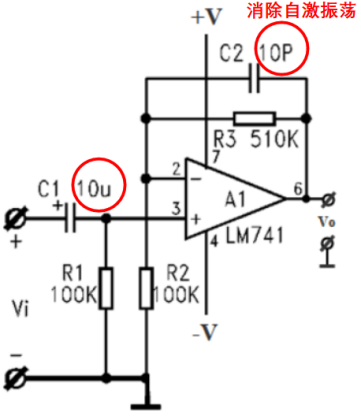 消除自激振荡
+V
C2 10P
R3 510K
7
2
−
6
C1 + 10u
3
+
A1
Vo
+
4
LM741
R1
100K
R2
100K
Vi
-V
−